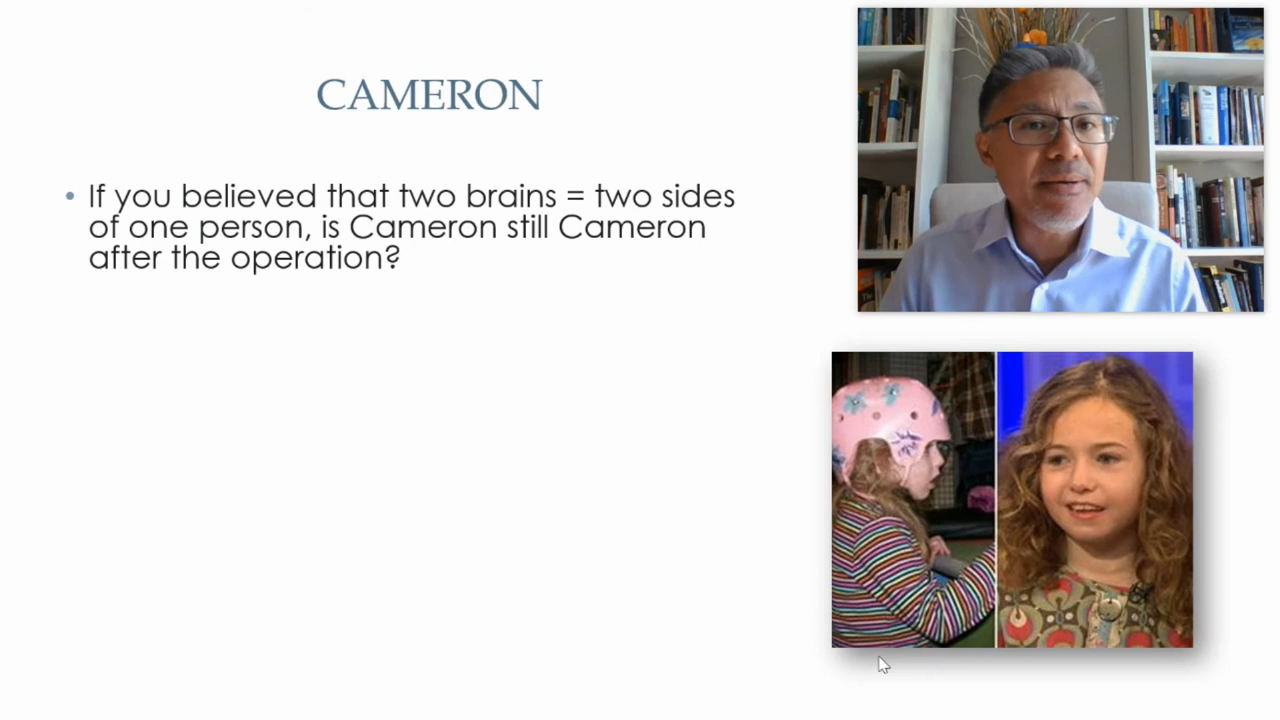 CAMERON
• If you believed that two brains = two sides
of one person, is Cameron still Cameron
after the operation?